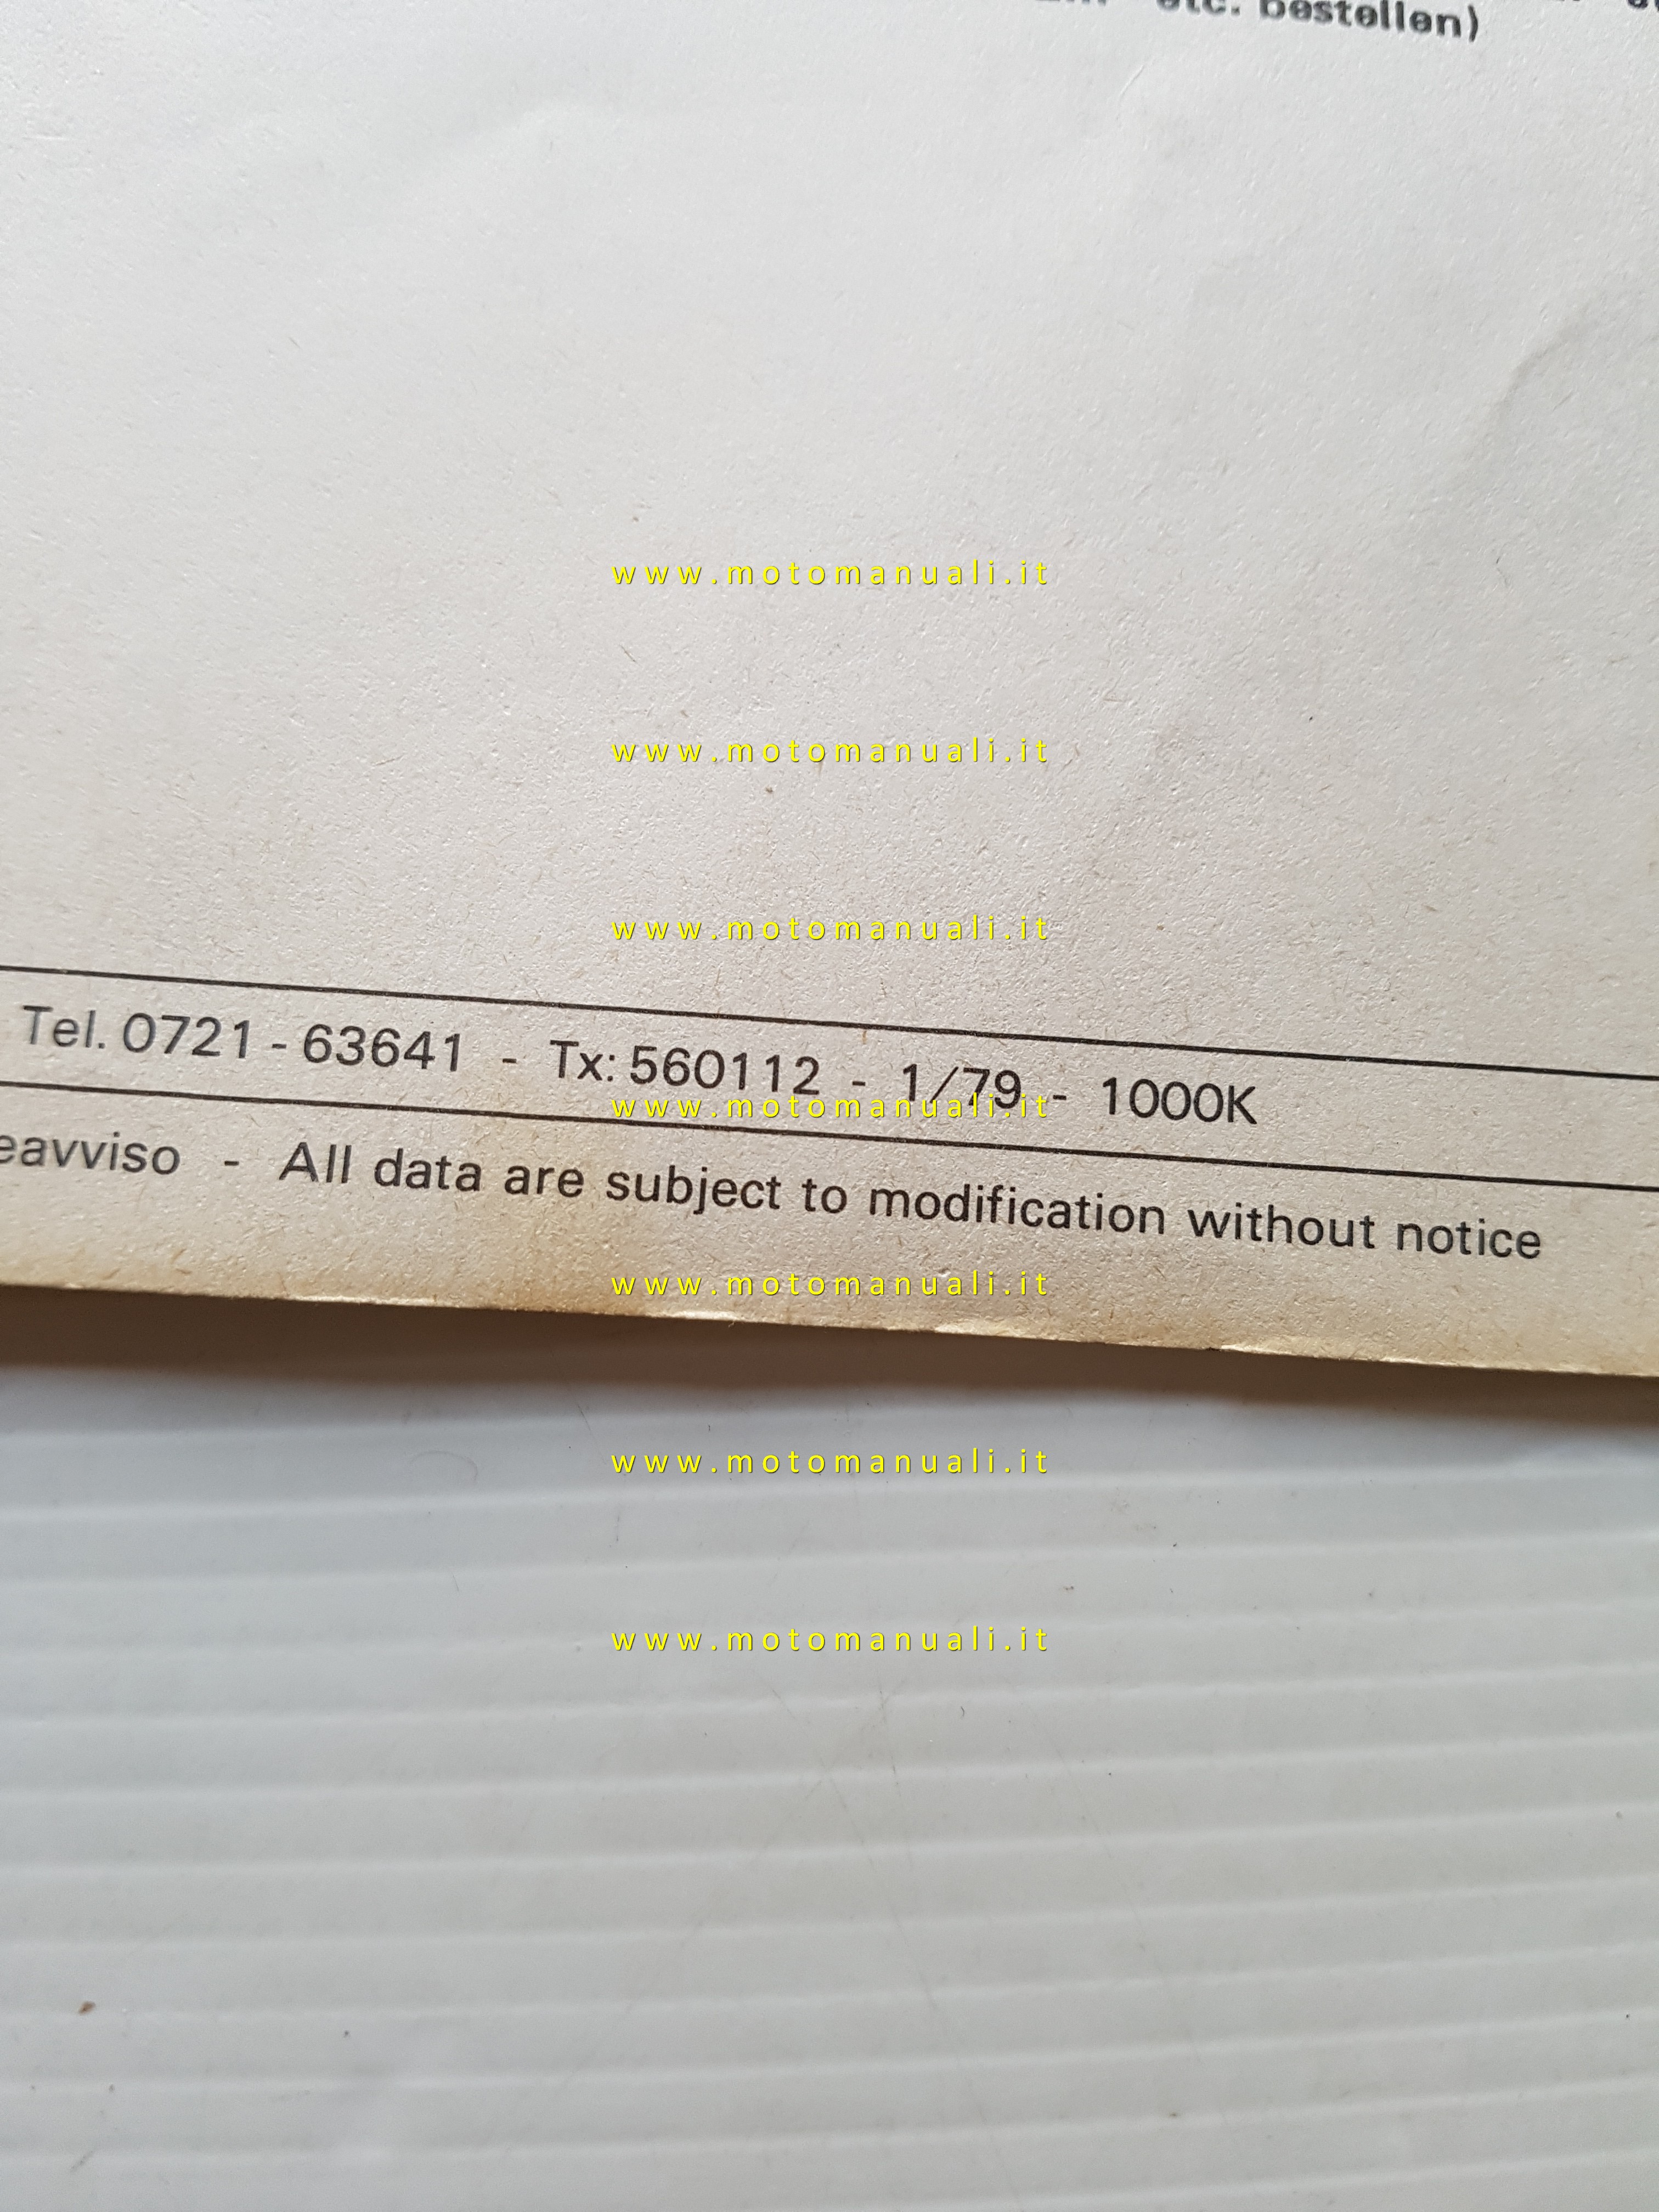 etc. bestellen)
www.motomanuali.it
www.motomanuali.it
www.motomanuali.it
Tel. 0721 - 63641 - Tx: 560112 - 1/79 - 1000K
www.motomanuali.it
eavviso - All data are subject to modification without notice
www.motomanuali.it
www.motomanuali.it
www.motomanuali.it